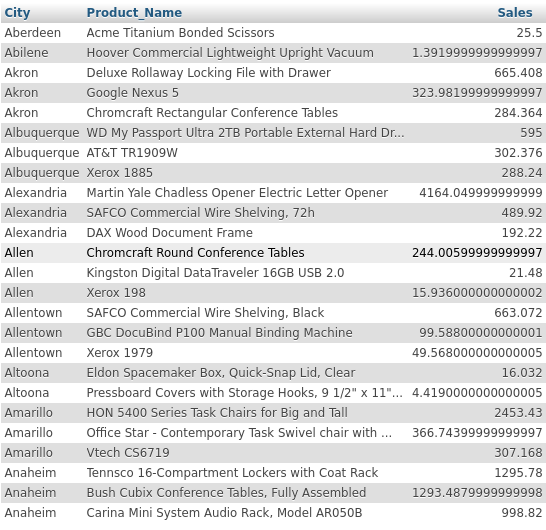 City Product_Name Sales
Aberdeen Acme Titanium Bonded Scissors 25.5
Abilene Hoover Commercial Lightweight Upright Vacuum 1.3919999999999997
Akron Deluxe Rollaway Locking File with Drawer 665.408
Akron Google Nexus 5 323.98199999999997
Akron Chromcraft Rectangular Conference Tables 284.364
Albuquerque WD My Passport Ultra 2TB Portable External Hard Dr... 595
Albuquerque AT&T TR1909W 302.376
Albuquerque Xerox 1885 288.24
Alexandria Martin Yale Chadless Opener Electric Letter Opener 4164.049999999999
Alexandria SAFCO Commercial Wire Shelving, 72h 489.92
Alexandria DAX Wood Document Frame 192.22
Allen Chromcraft Round Conference Tables 244.00599999999997
Allen Kingston Digital DataTraveler 16GB USB 2.0 21.48
Allen Xerox 198 15.936000000000002
Allentown SAFCO Commercial Wire Shelving, Black 663.072
Allentown GBC DocuBind P100 Manual Binding Machine 99.58800000000001
Allentown Xerox 1979 49.568000000000005
Altoona Eldon Spacemaker Box, Quick-Snap Lid, Clear 16.032
Altoona Pressboard Covers with Storage Hooks, 9 1/2" x 11"... 4.4190000000000005
Amarillo HON 5400 Series Task Chairs for Big and Tall 2453.43
Amarillo Office Star - Contemporary Task Swivel chair with ... 366.74399999999997
Amarillo Vtech CS6719 307.168
Anaheim Tennsco 16-Compartment Lockers with Coat Rack 1295.78
Anaheim Bush Cubix Conference Tables, Fully Assembled 1293.4879999999998
Anaheim Carina Mini System Audio Rack, Model AR050B 998.82